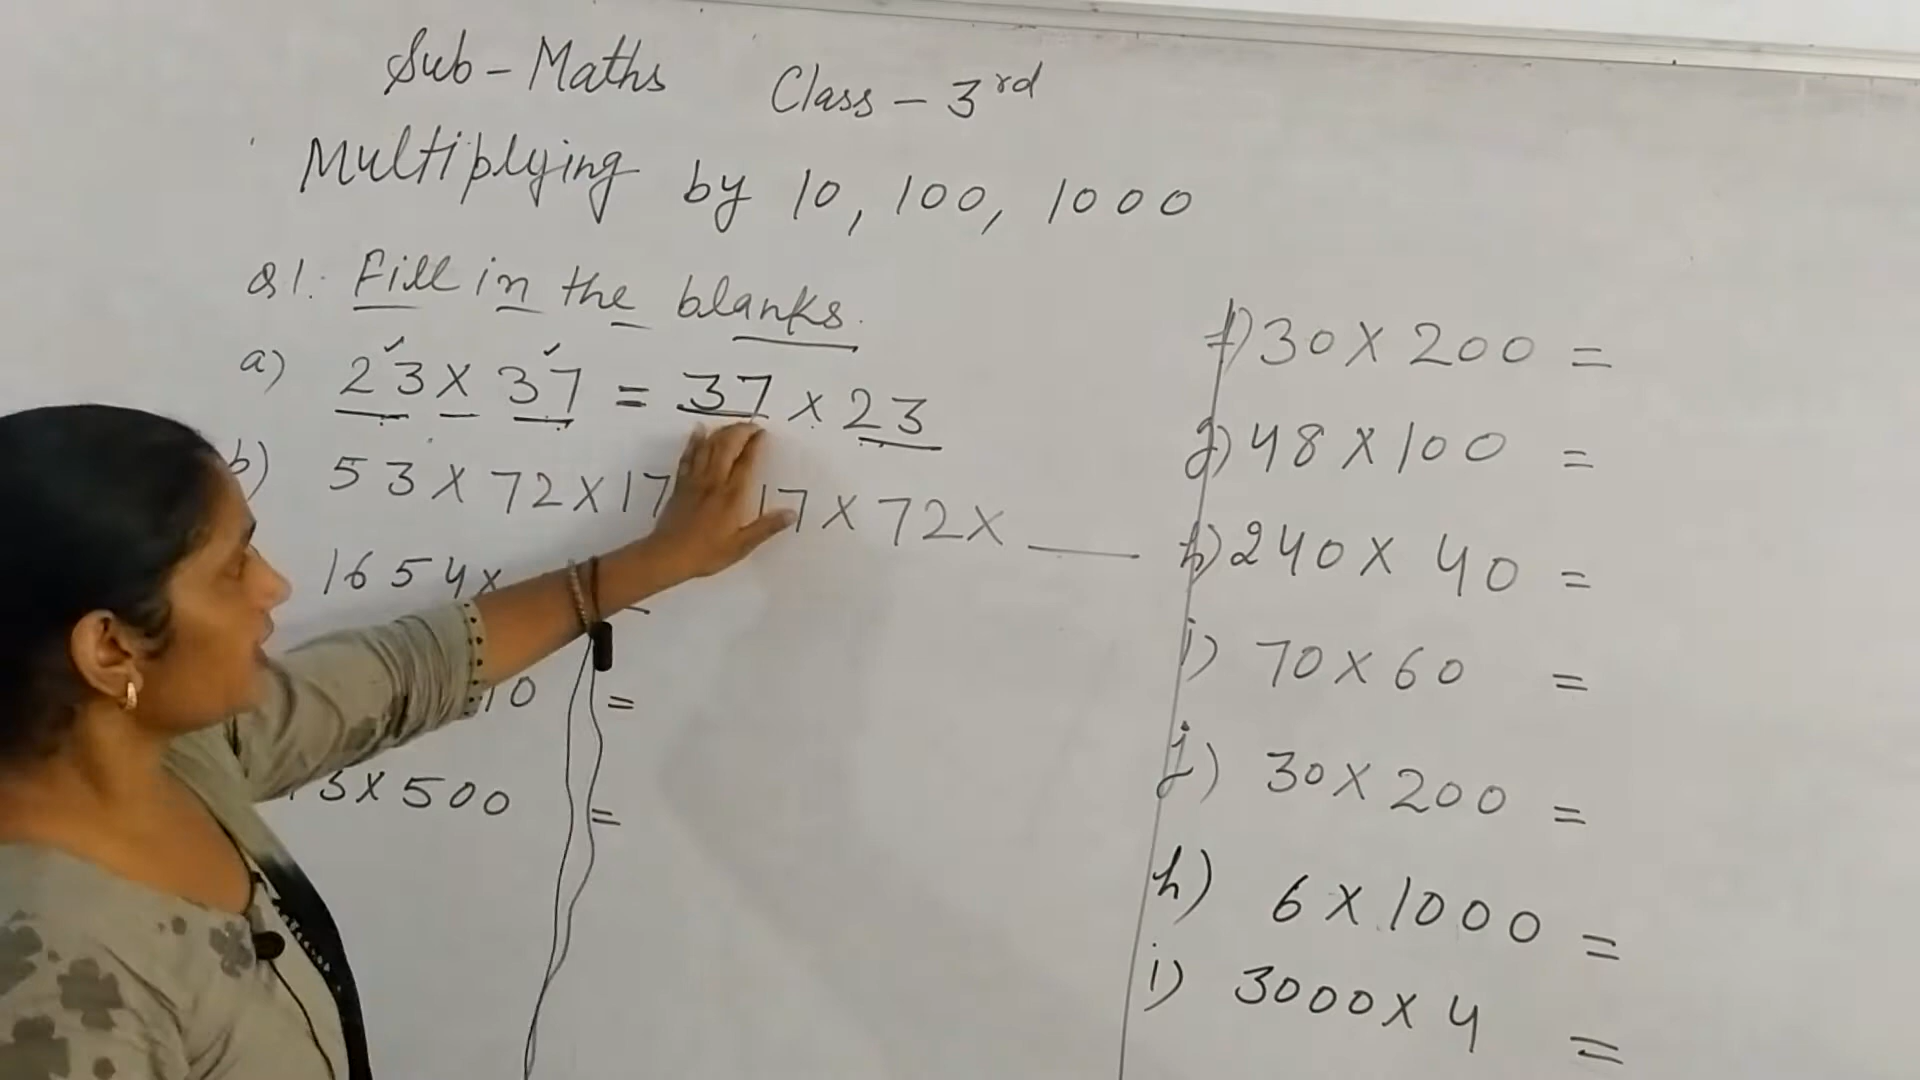 Sub - Maths Class - 3rd
Multiplying by 10, 100, 1000
Q1. Fill in the blanks.
a) 23 x 37 = 37 x 23
b) 53 x 72 x 17 17 x 72 x ____
1654 x
10 =
3 x 500 =
f) 30 x 200 =
g) 48 x 100 =
h) 240 x 40 =
i) 70 x 60 =
j) 30 x 200 =
h) 6 x 1000 =
i) 3000 x 4 =